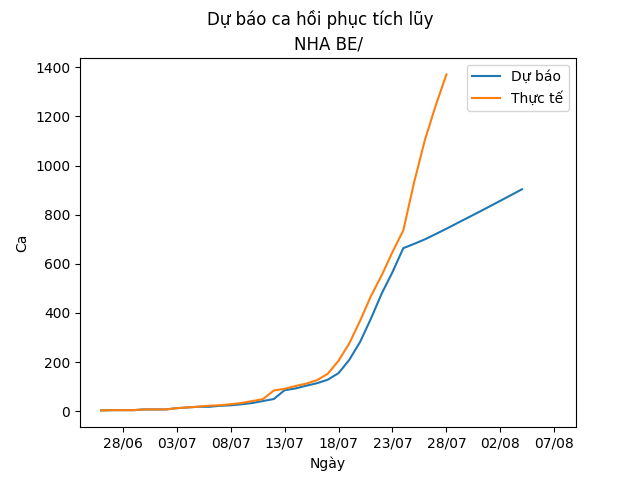 Dự báo ca hồi phục tích lũy
NHA BE/
Dự báo
Thực tế
Ca
1400
1200
1000
800
600
400
200
0
28/06 03/07 08/07 13/07 18/07 23/07 28/07 02/08 07/08
Ngày